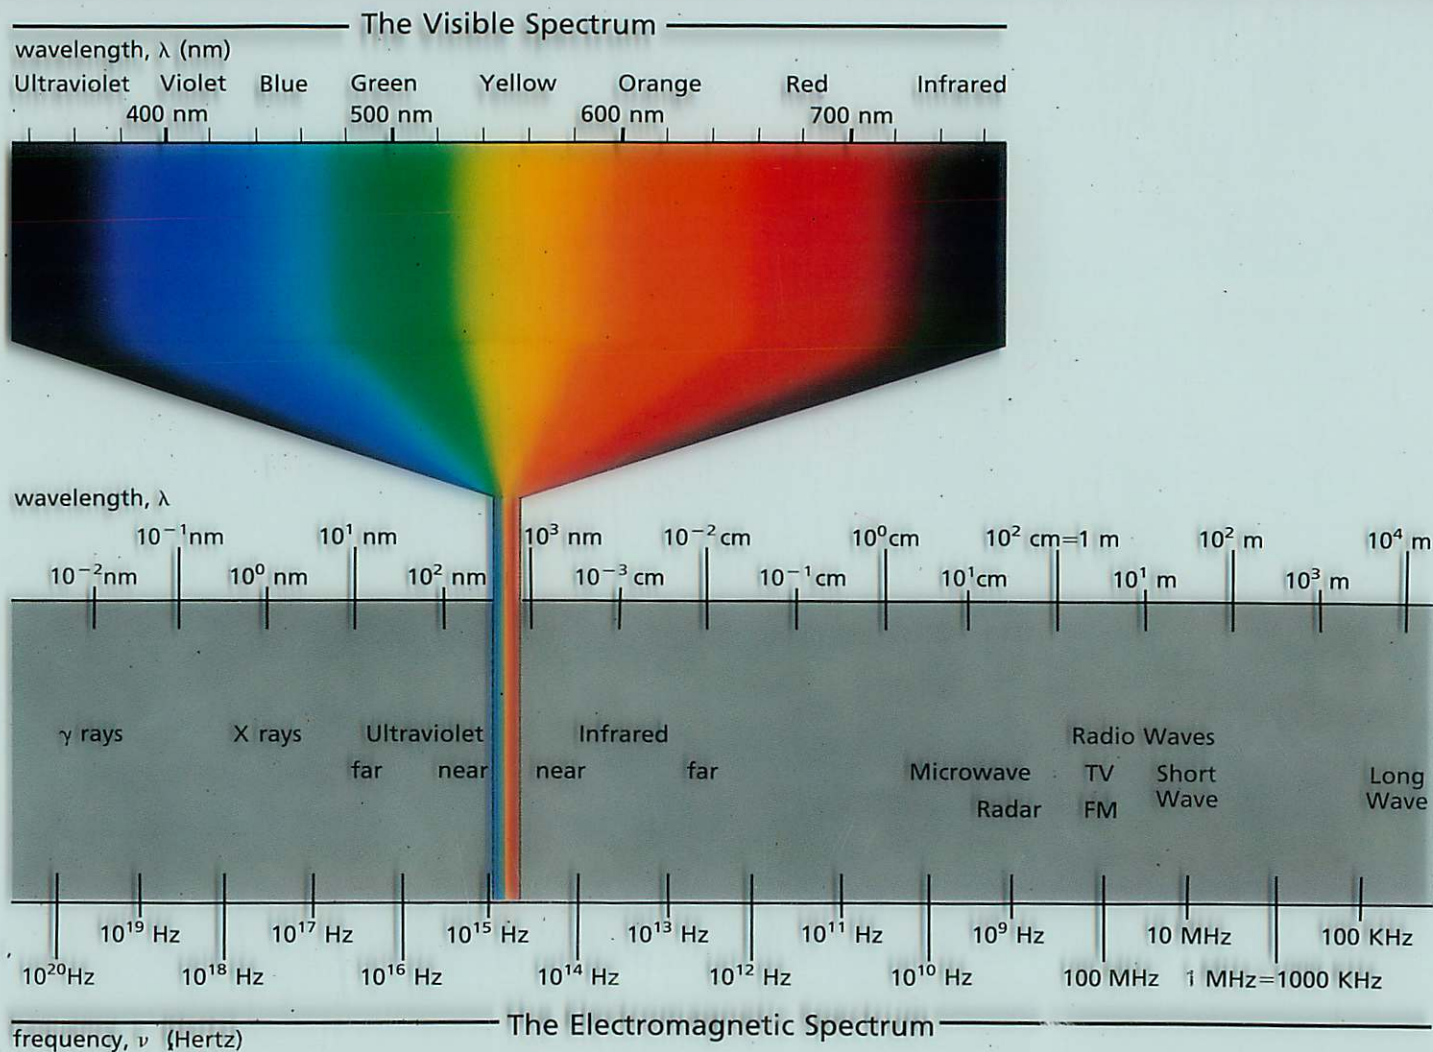 The Visible Spectrum
wavelength, λ (nm)
Ultraviolet Violet Blue Green Yellow Orange Red Infrared
400 nm 500 nm 600 nm 700 nm
wavelength, λ
10⁻¹nm 10¹ nm 10³ nm 10⁻² cm 10⁰cm 10² cm=1 m 10² m 10⁴ m
10⁻²nm 10⁰ nm 10² nm 10⁻³ cm 10⁻¹cm 10¹cm 10¹ m 10³ m
γ rays X rays Ultraviolet Infrared Radio Waves
far near near far Microwave TV Short Wave Long Wave
Radar FM
10¹⁹ Hz 10¹⁷ Hz 10¹⁵ Hz 10¹³ Hz 10¹¹ Hz 10⁹ Hz 10 MHz 100 KHz
10²⁰Hz 10¹⁸ Hz 10¹⁶ Hz 10¹⁴ Hz 10¹² Hz 10¹⁰ Hz 100 MHz 1 MHz=1000 KHz
The Electromagnetic Spectrum
frequency, ν (Hertz)